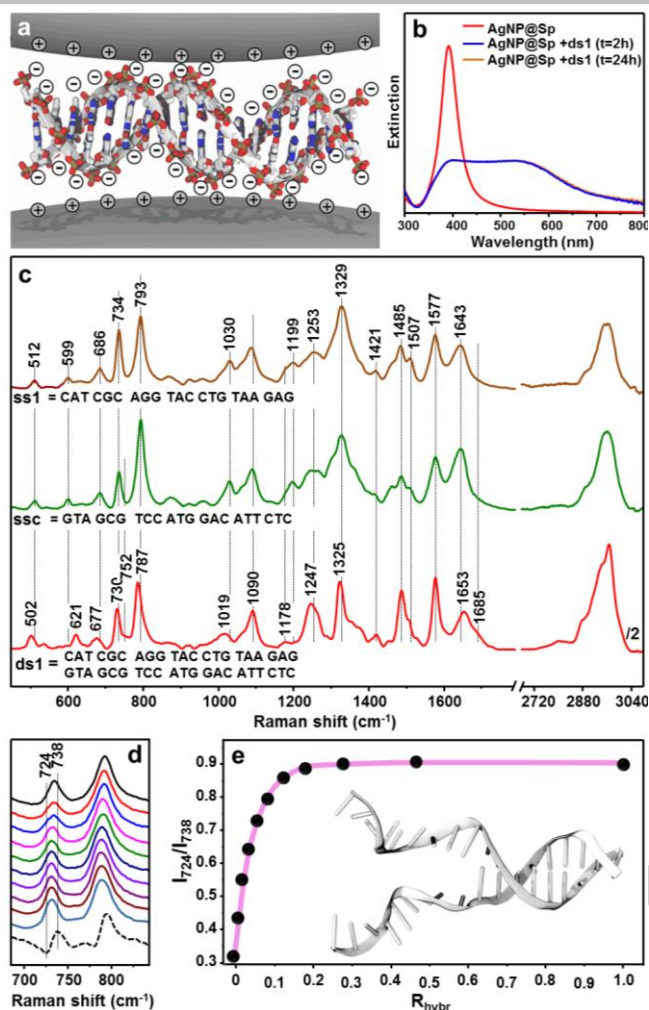 a
b
AgNP@Sp
AgNP@Sp +ds1 (t=2h)
AgNP@Sp +ds1 (t=24h)
Extinction
300 400 500 600 700 800
Wavelength (nm)
c
512
599
686
734
793
1030
1199
1253
1329
1421
1485
1507
1577
1643
ss1 = CAT CGC AGG TAC CTG TAA GAG
ssc = GTA GCG TCC ATG GAC ATT CTC
502
621
677
730
752
787
1019
1090
1178
1247
1325
1653
1685
/2
ds1 = CAT CGC AGG TAC CTG TAA GAG
GTA GCG TCC ATG GAC ATT CTC
600 800 1000 1200 1400 1600 2720 2880 3040
Raman shift (cm⁻¹)
d
724
738
700 750 800
Raman shift (cm⁻¹)
e
I724/I738
0.9
0.8
0.7
0.6
0.5
0.4
0.3
0 0.1 0.2 0.3 0.4 0.5 0.6 0.7 0.8 0.9 1.0
Rhybr